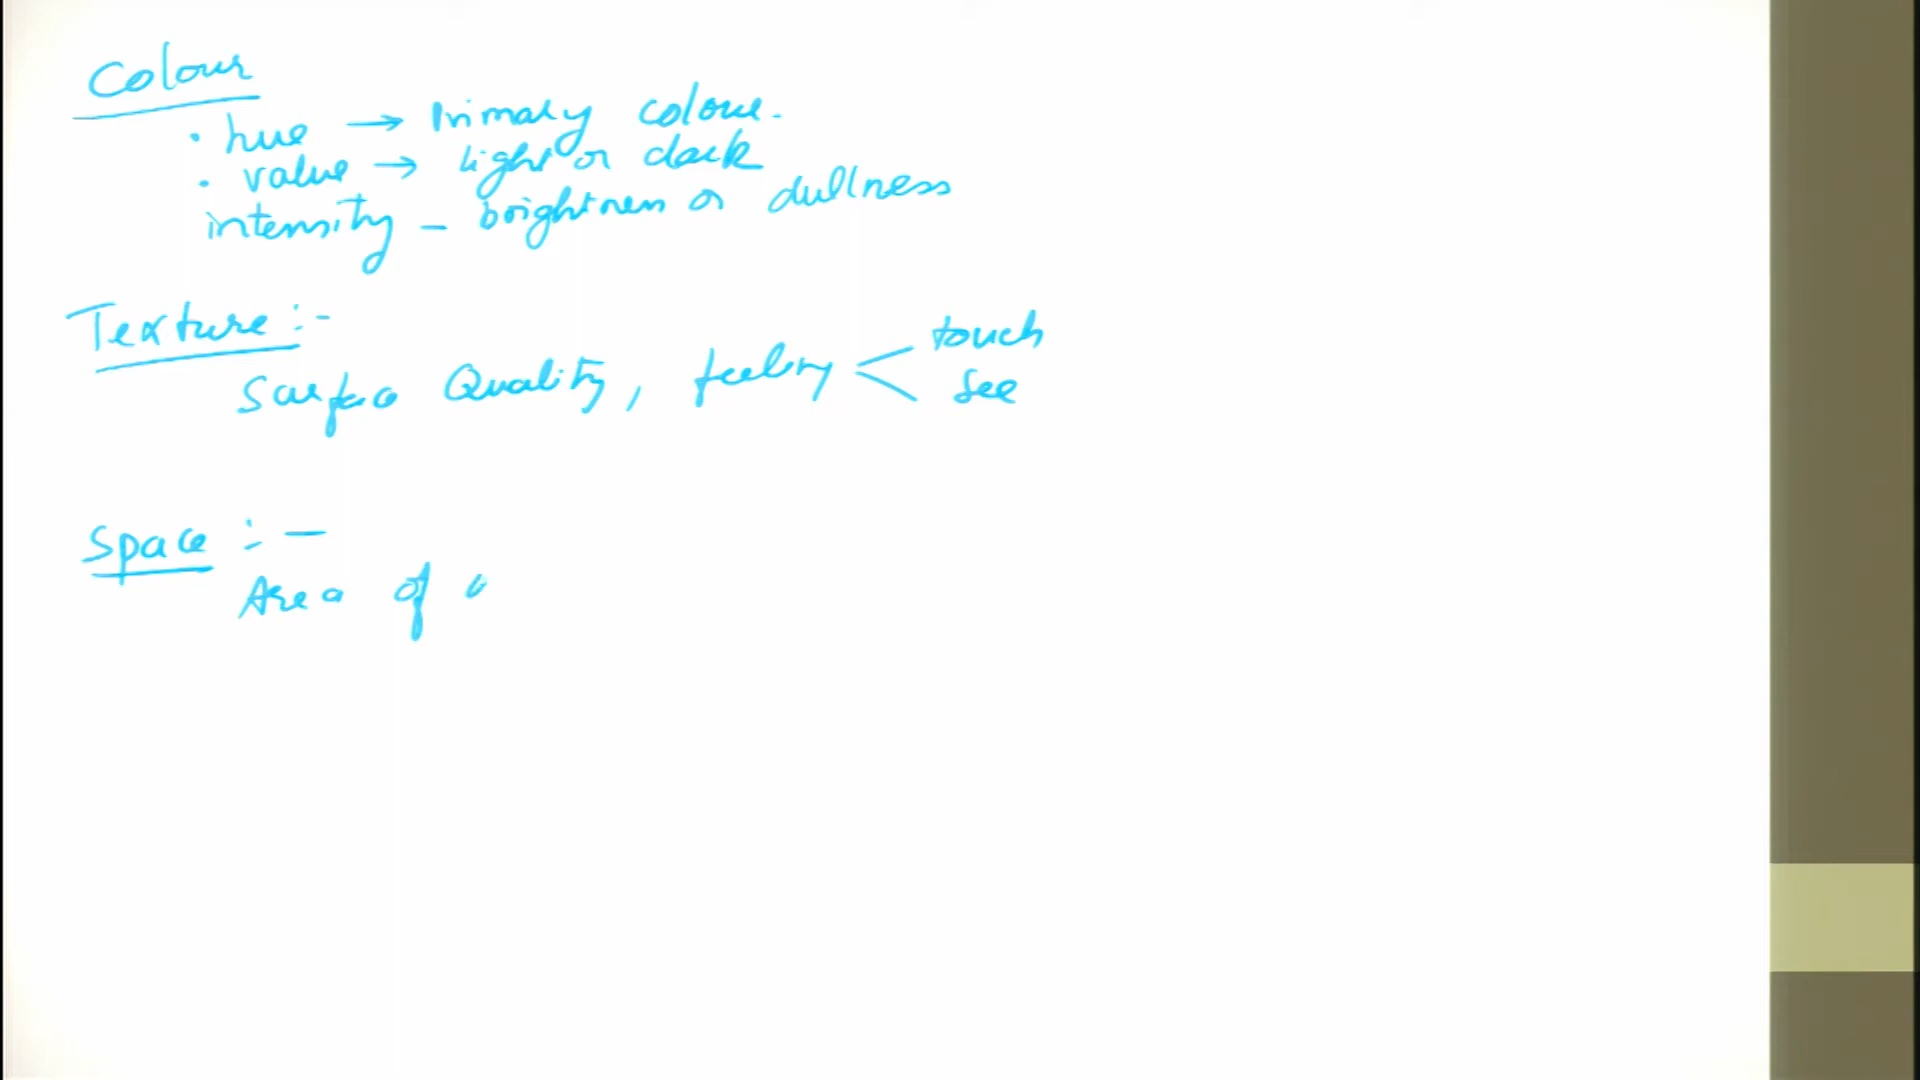 Colour
• hue → Primary colour.
• value → light or dark
intensity – brightness or dullness
Texture :-
Surface Quality, feeling < touch
see
Space :-
Area of